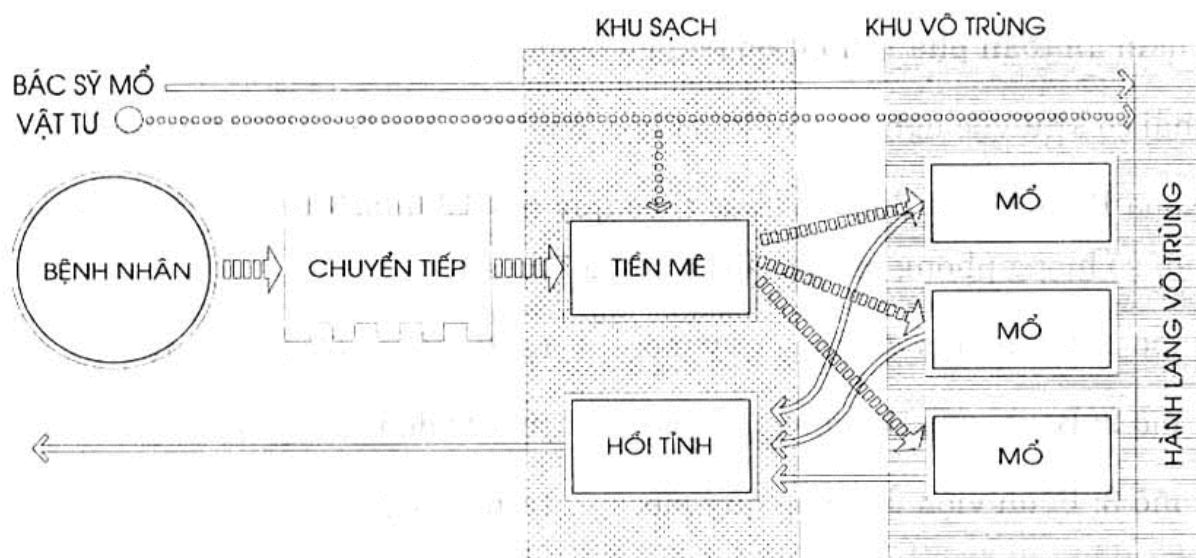 KHU SẠCH
KHU VÔ TRÙNG
BÁC SỸ MỔ
VẬT TƯ
BỆNH NHÂN
CHUYỂN TIẾP
TIỀN MÊ
MỔ
MỔ
HỒI TỈNH
MỔ
HÀNH LANG VÔ TRÙNG